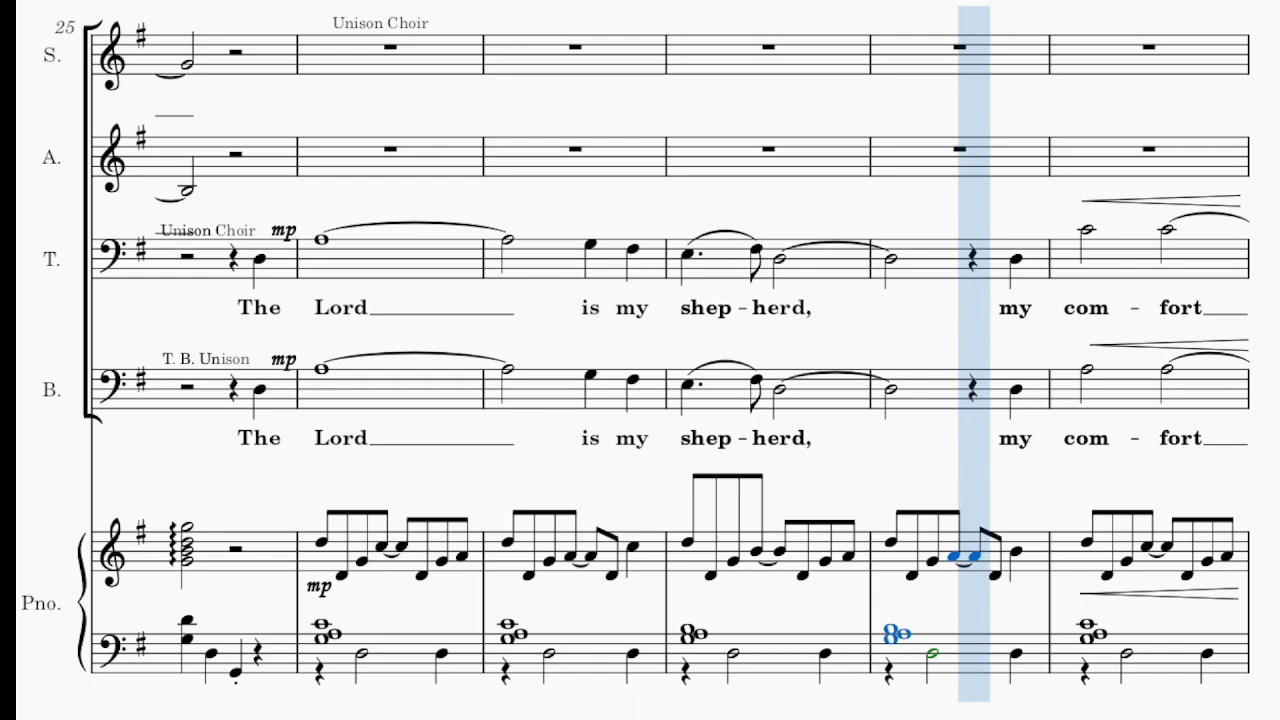 25
Unison Choir
S.
A.
Unison Choir mp
T.
The Lord is my shep - herd, my com - fort
T. B. Unison mp
B.
The Lord is my shep - herd, my com - fort
mp
Pno.